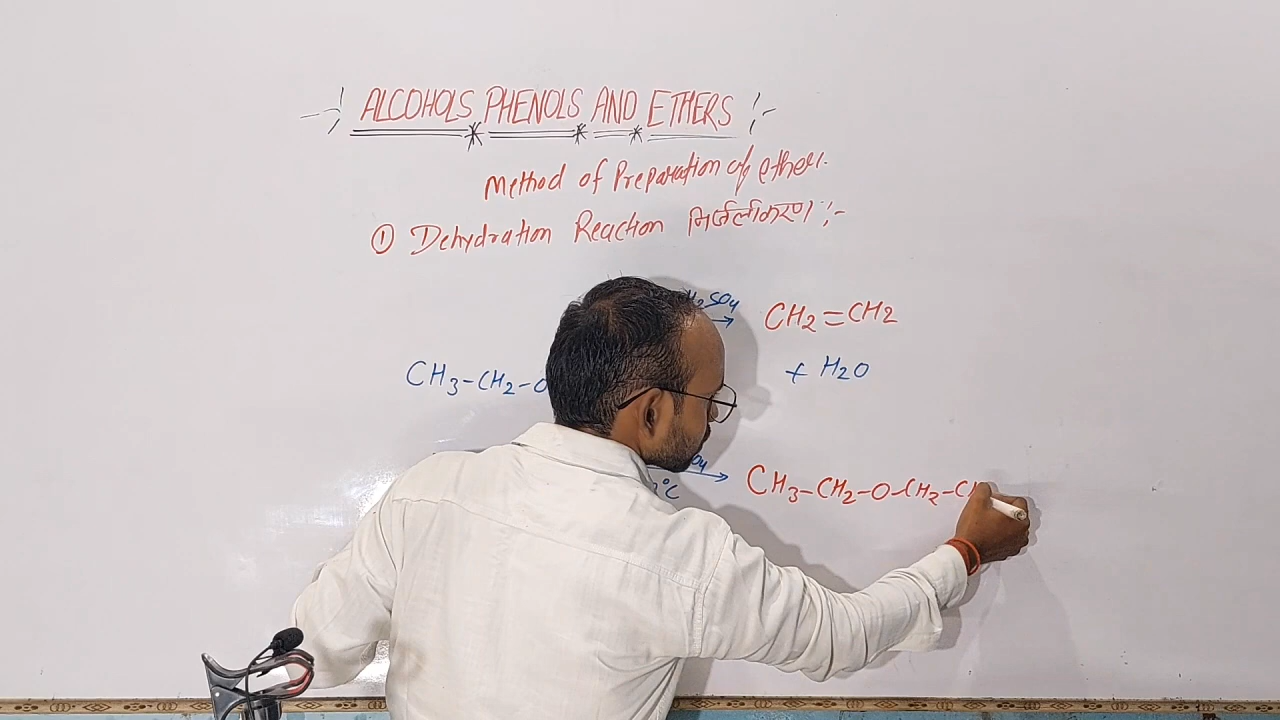 ALCOHOLS PHENOLS AND ETHERS
Method of Preparation of ether.
① Dehydration Reaction निर्जलीकरण :-
H2SO4
CH2=CH2
CH3-CH2-O
+ H2O
O4
°C
CH3-CH2-O-CH2-C